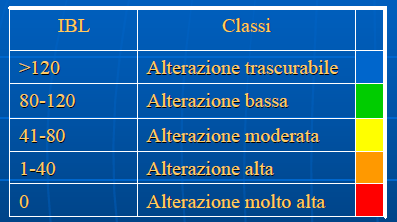 IBL Classi
>120 Alterazione trascurabile
80-120 Alterazione bassa
41-80 Alterazione moderata
1-40 Alterazione alta
0 Alterazione molto alta